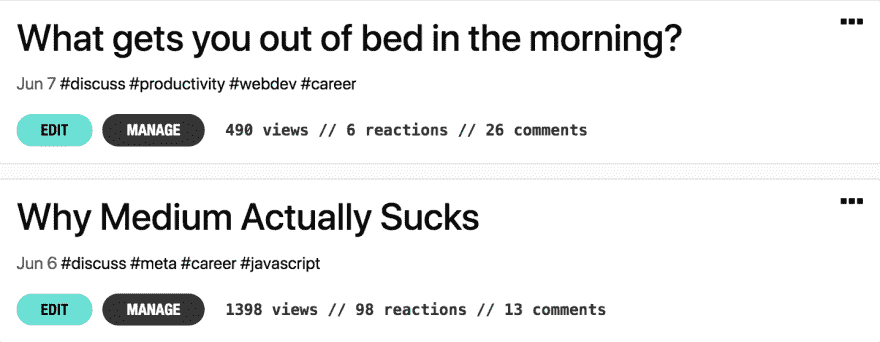 What gets you out of bed in the morning?
Jun 7 #discuss #productivity #webdev #career
EDIT MANAGE 490 views // 6 reactions // 26 comments
Why Medium Actually Sucks
Jun 6 #discuss #meta #career #javascript
EDIT MANAGE 1398 views // 98 reactions // 13 comments